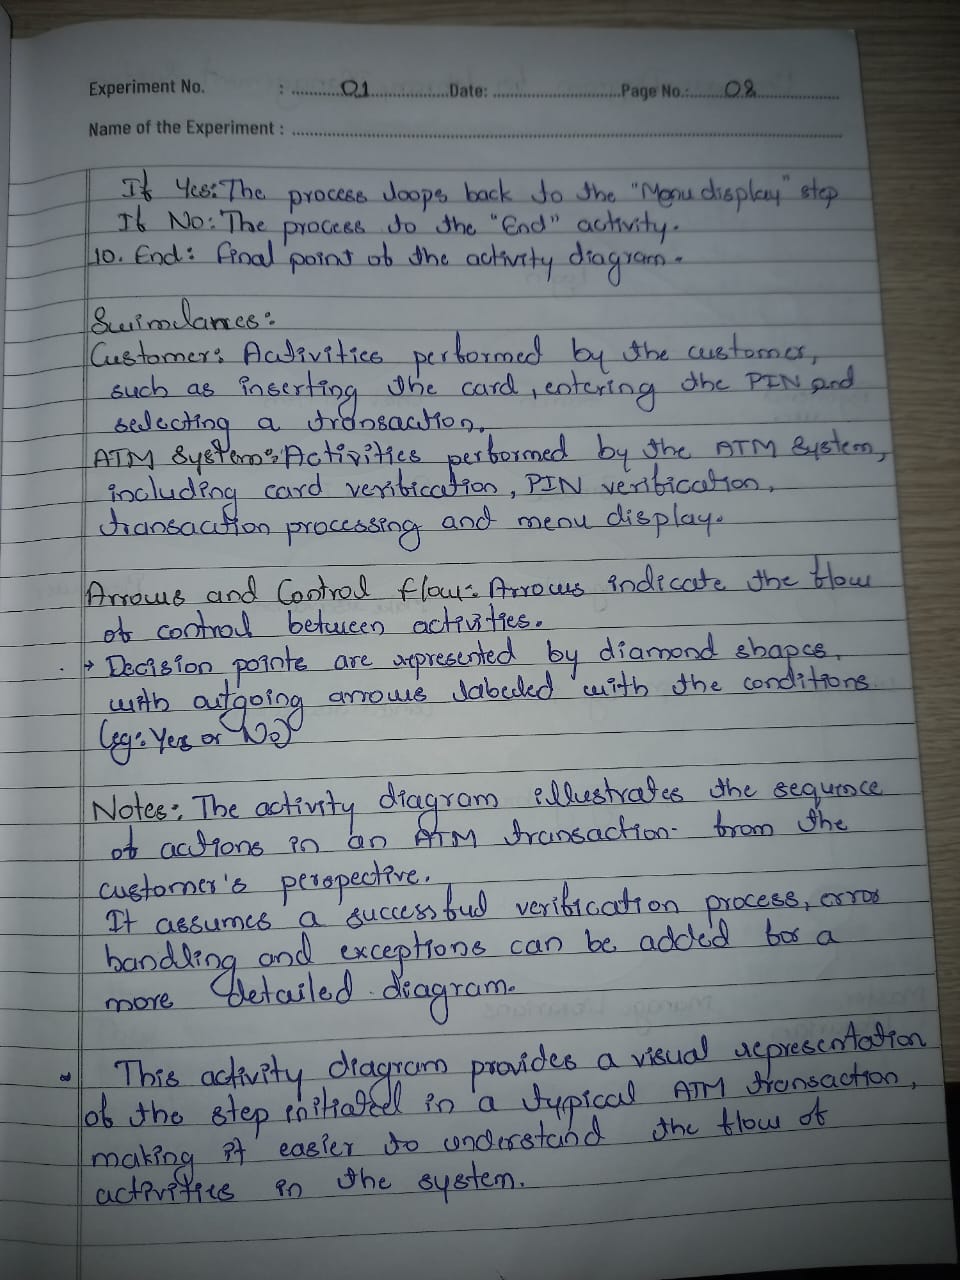 Experiment No. : 01 Date: Page No.: 08
Name of the Experiment :
If Yes: The process loops back to the "Menu display" step
If No: The process to the "End" activity.
10. End: Final point of the activity diagram.
Swimlanes:
Customer: Activities performed by the customer,
such as inserting the card, entering the PIN and
selecting a transaction.
ATM System: Activities performed by the ATM System,
including card verification, PIN verification,
transaction processing and menu display.
Arrows and Control flow: Arrows indicate the flow
of control between activities.
→ Decision points are represented by diamond shapes,
with outgoing arrows labeled with the conditions
(eg: Yes or No)
Notes: The activity diagram illustrates the sequence
of actions in an ATM transaction from the
customer's perspective.
It assumes a successful verification process, error
handling and exceptions can be added for a
more detailed diagram.
This activity diagram provides a visual representation
of the step initiated in a typical ATM transaction,
making it easier to understand the flow of
activities in the system.